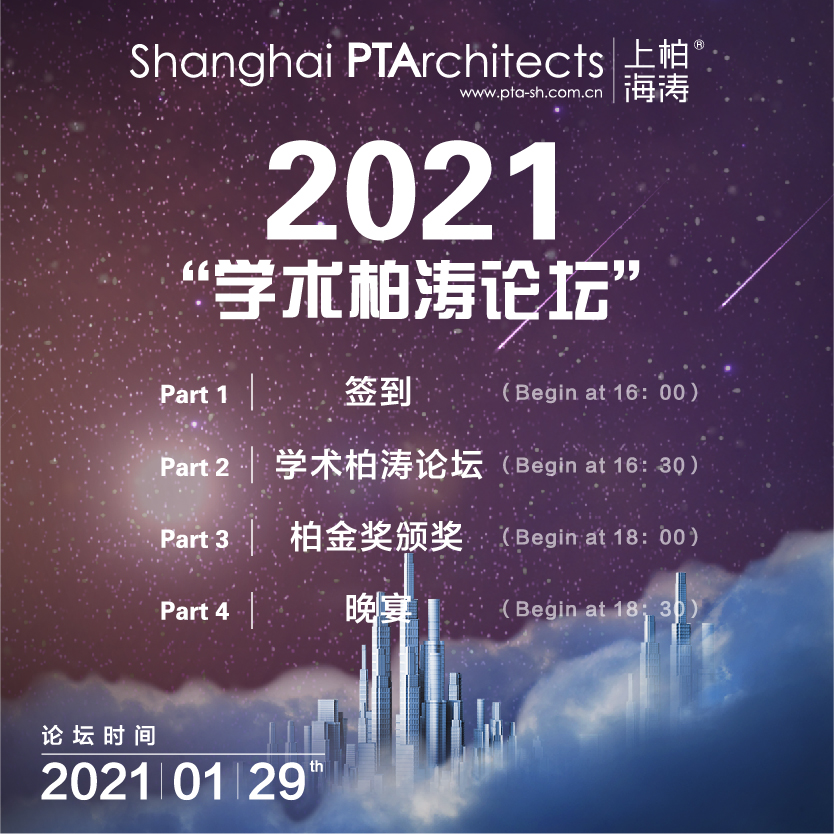 Shanghai PTArchitects 上海柏涛®
www.pta-sh.com.cn
2021
“学术柏涛论坛”
Part 1 签到 （Begin at 16：00）
Part 2 学术柏涛论坛 （Begin at 16：30）
Part 3 柏金奖颁奖 （Begin at 18：00）
Part 4 晚宴 （Begin at 18：30）
论坛时间
2021|01|29th